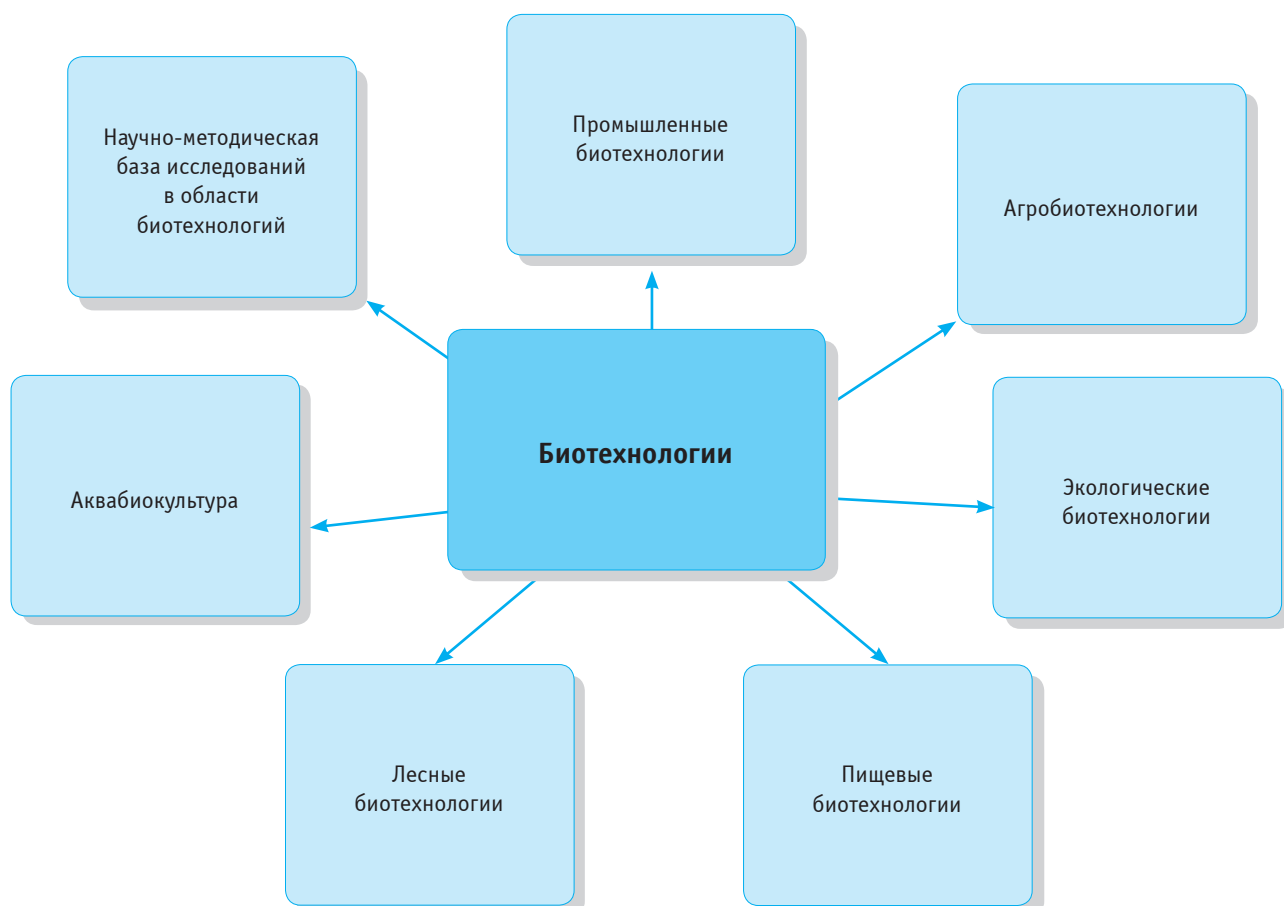 Научно-методическая
база исследований
в области
биотехнологий
Промышленные
биотехнологии
Агробиотехнологии
Аквабиокультура
Биотехнологии
Экологические
биотехнологии
Лесные
биотехнологии
Пищевые
биотехнологии